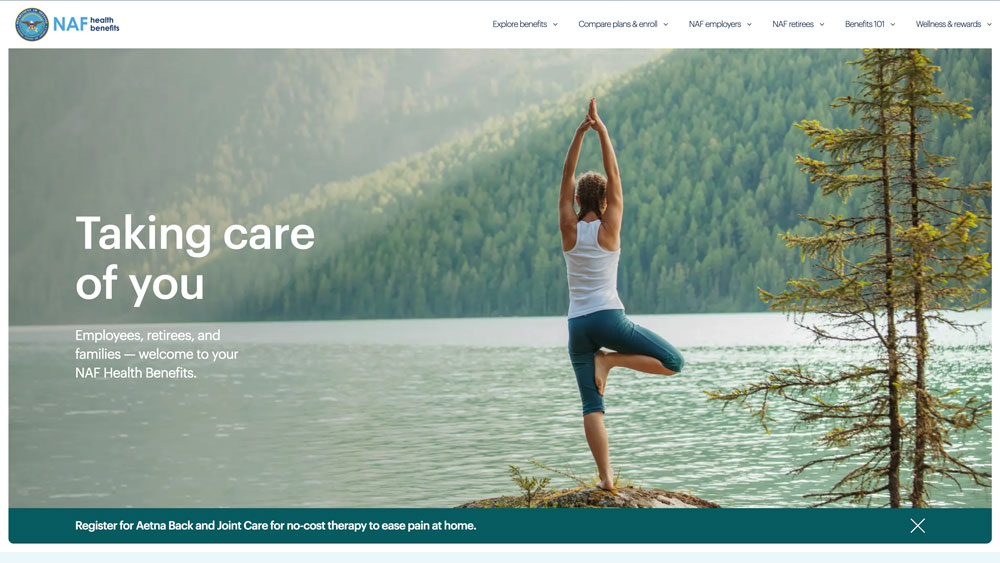 NAF health
benefits
Explore benefits
Compare plans & enroll
NAF employers
NAF retirees
Benefits 101
Wellness & rewards
Taking care
of you
Employees, retirees, and
families — welcome to your
NAF Health Benefits.
Register for Aetna Back and Joint Care for no-cost therapy to ease pain at home.